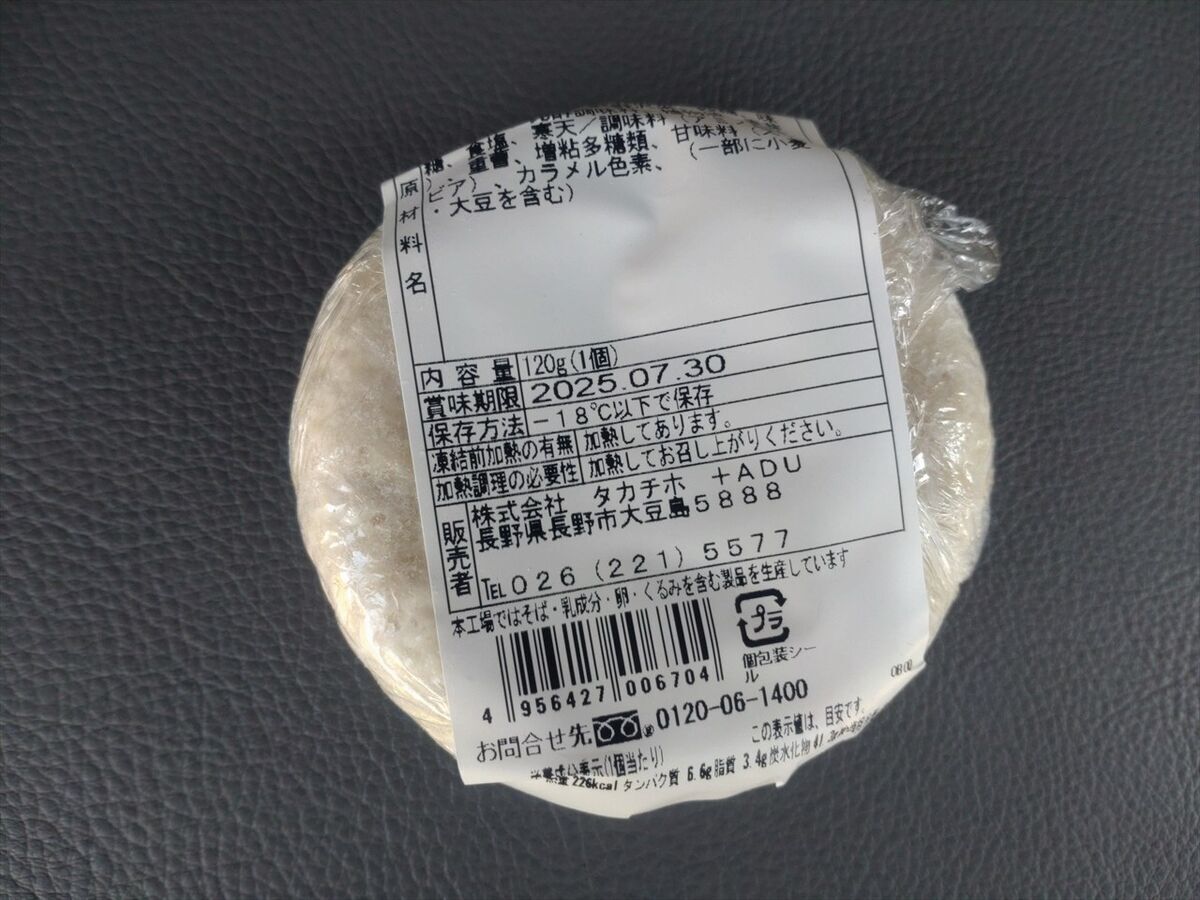 糖、食塩、寒天／調味料
重曹、増粘多糖類、甘味料
ビア）、カラメル色素、（一部に小麦
・大豆を含む）
原材料名
内容量 120g(1個)
賞味期限 2025.07.30
保存方法 −18℃以下で保存
凍結前加熱の有無 加熱してあります。
加熱調理の必要性 加熱してお召し上がりください。
販売者 株式会社 タカチホ +ADU
長野県長野市大豆島5888
TEL026(221)5577
本工場ではそば・乳成分・卵・くるみを含む製品を生産しています
プラ
個包装シー
ル
4 956427 006704
お問合せ先 0120-06-1400
この表示値は、目安です。
栄養成分表示(1個当たり)
226kcal タンパク質 6.6g 脂質 3.4g 炭水化物